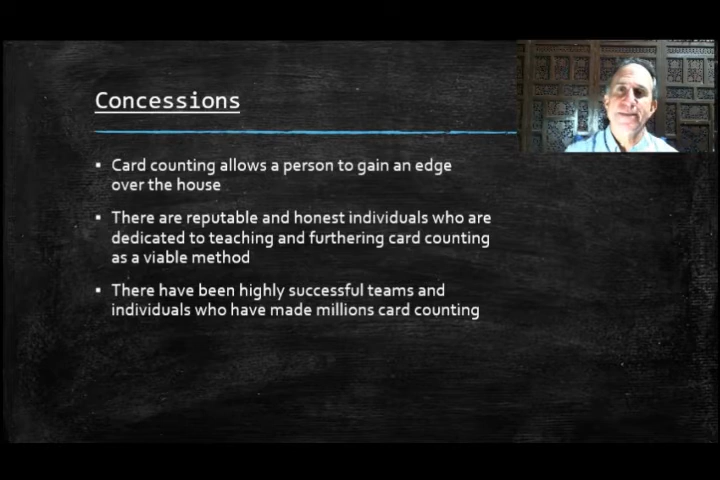 Concessions
▪ Card counting allows a person to gain an edge
over the house
▪ There are reputable and honest individuals who are
dedicated to teaching and furthering card counting
as a viable method
▪ There have been highly successful teams and
individuals who have made millions card counting